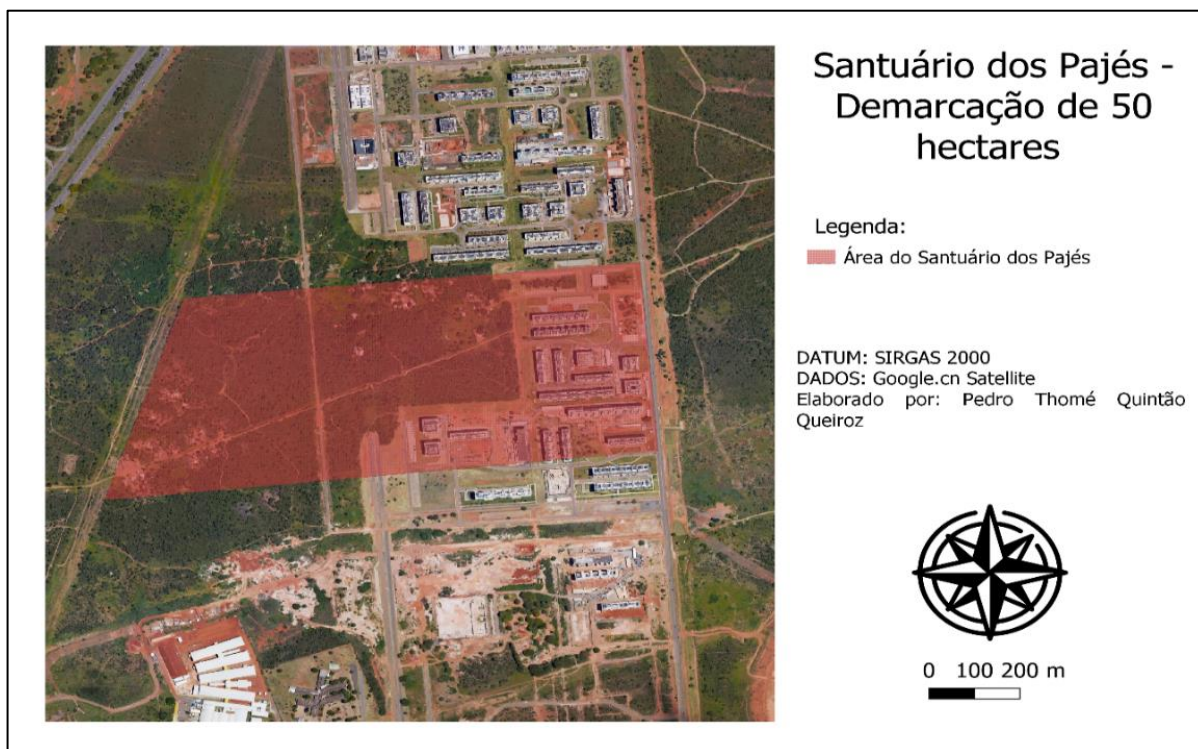 Santuário dos Pajés -
Demarcação de 50
hectares
Legenda:
Área do Santuário dos Pajés
DATUM: SIRGAS 2000
DADOS: Google.cn Satellite
Elaborado por: Pedro Thomé Quintão
Queiroz
0 100 200 m